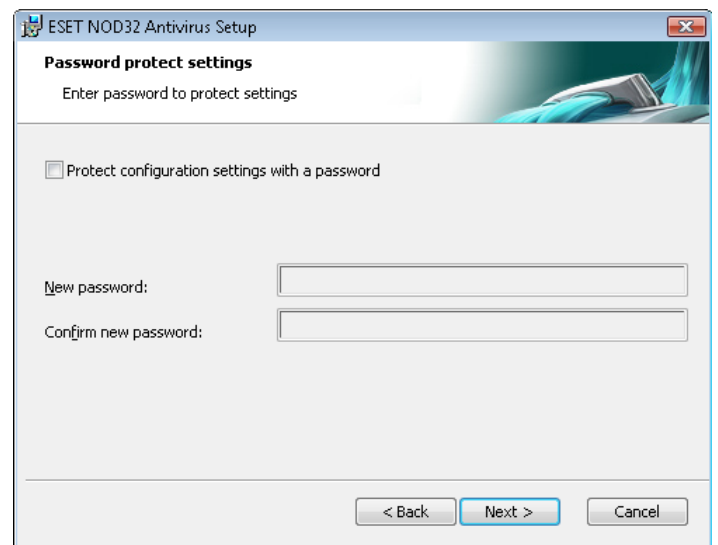 ESET NOD32 Antivirus Setup
Password protect settings
Enter password to protect settings
Protect configuration settings with a password
New password:
Confirm new password:
< Back Next > Cancel